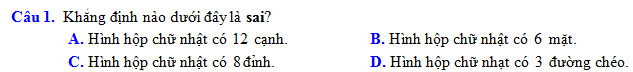 Câu 1. Khẳng định nào dưới đây là sai?
A. Hình hộp chữ nhật có 12 cạnh. B. Hình hộp chữ nhật có 6 mặt.
C. Hình hộp chữ nhật có 8 đỉnh. D. Hình hộp chữ nhạt có 3 đường chéo.